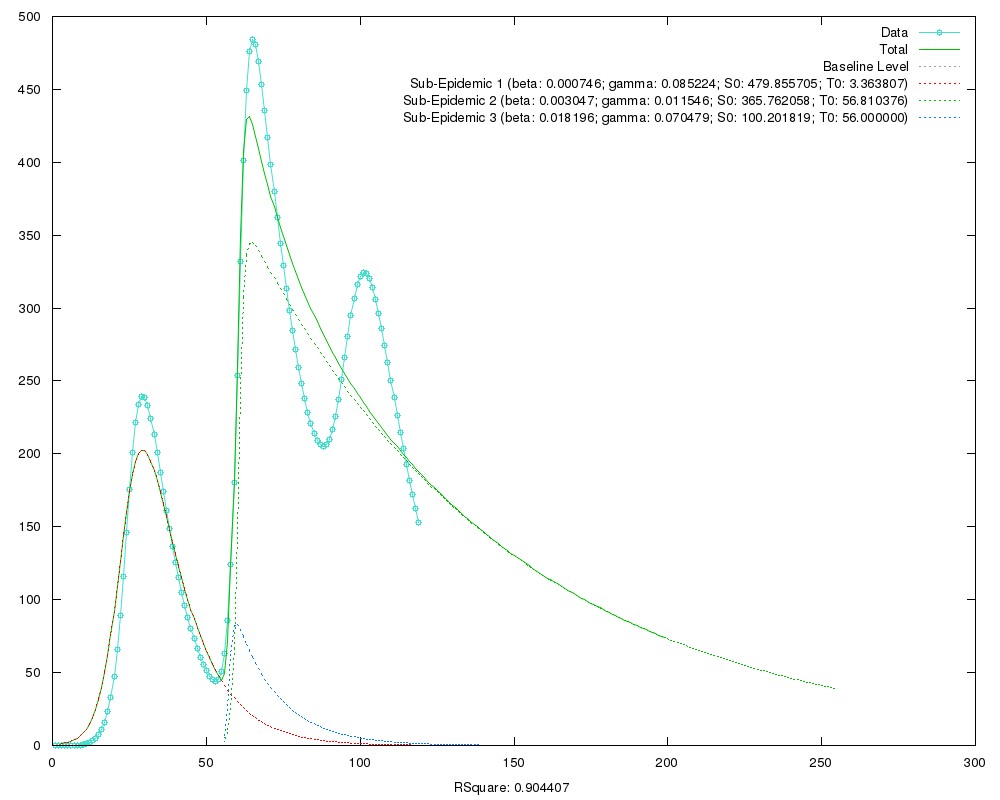 Data
Total
Baseline Level
Sub-Epidemic 1 (beta: 0.000746; gamma: 0.085224; S0: 479.855705; T0: 3.363807)
Sub-Epidemic 2 (beta: 0.003047; gamma: 0.011546; S0: 365.762058; T0: 56.810376)
Sub-Epidemic 3 (beta: 0.018196; gamma: 0.070479; S0: 100.201819; T0: 56.000000)
500
450
400
350
300
250
200
150
100
50
0
0 50 100 150 200 250 300
RSquare: 0.904407